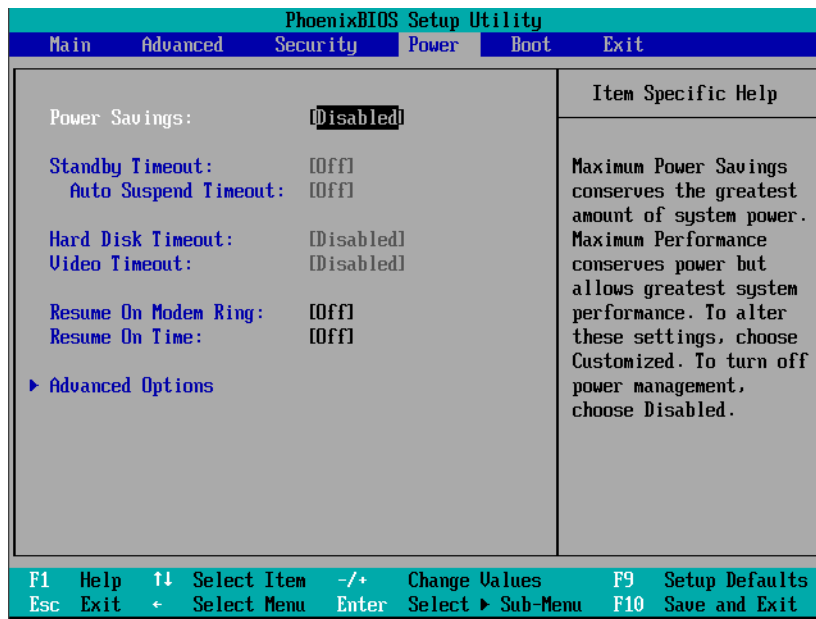 PhoenixBIOS Setup Utility
Main Advanced Security Power Boot Exit
Power Savings: [Disabled]
Standby Timeout: [Off]
Auto Suspend Timeout: [Off]
Hard Disk Timeout: [Disabled]
Video Timeout: [Disabled]
Resume On Modem Ring: [Off]
Resume On Time: [Off]
▶ Advanced Options
Item Specific Help
Maximum Power Savings
conserves the greatest
amount of system power.
Maximum Performance
conserves power but
allows greatest system
performance. To alter
these settings, choose
Customized. To turn off
power management,
choose Disabled.
F1 Help ↑↓ Select Item -/+ Change Values F9 Setup Defaults
Esc Exit ← Select Menu Enter Select ▶ Sub-Menu F10 Save and Exit